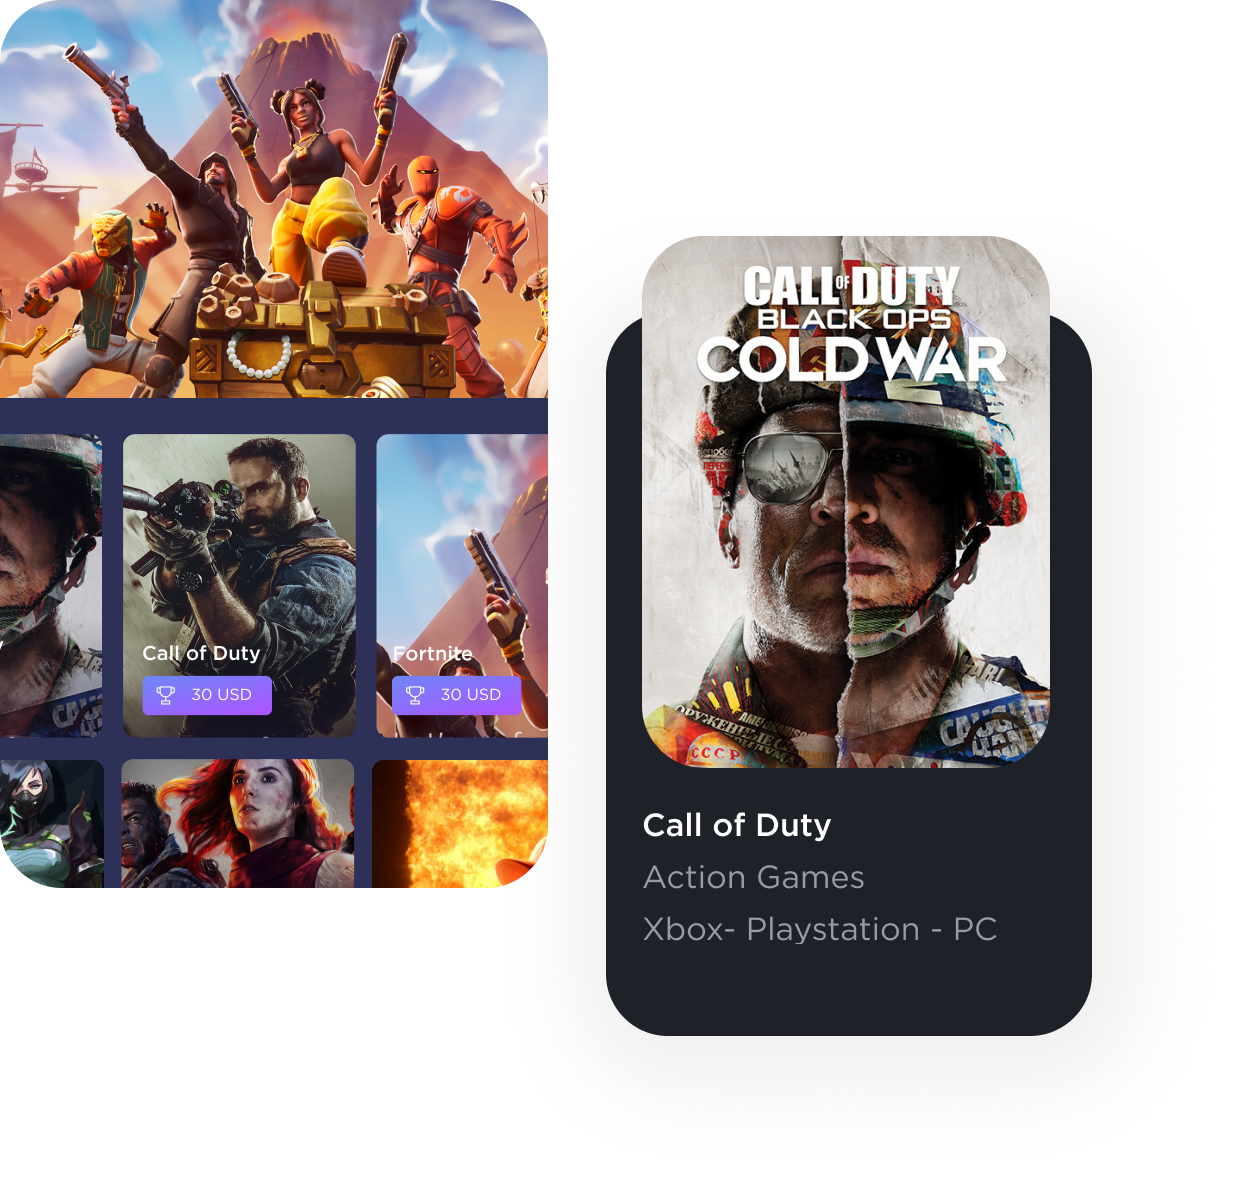 Call of Duty
30 USD
Fortnite
30 USD
CALL OF DUTY
BLACK OPS
COLD WAR
СССР
Call of Duty
Action Games
Xbox- Playstation - PC